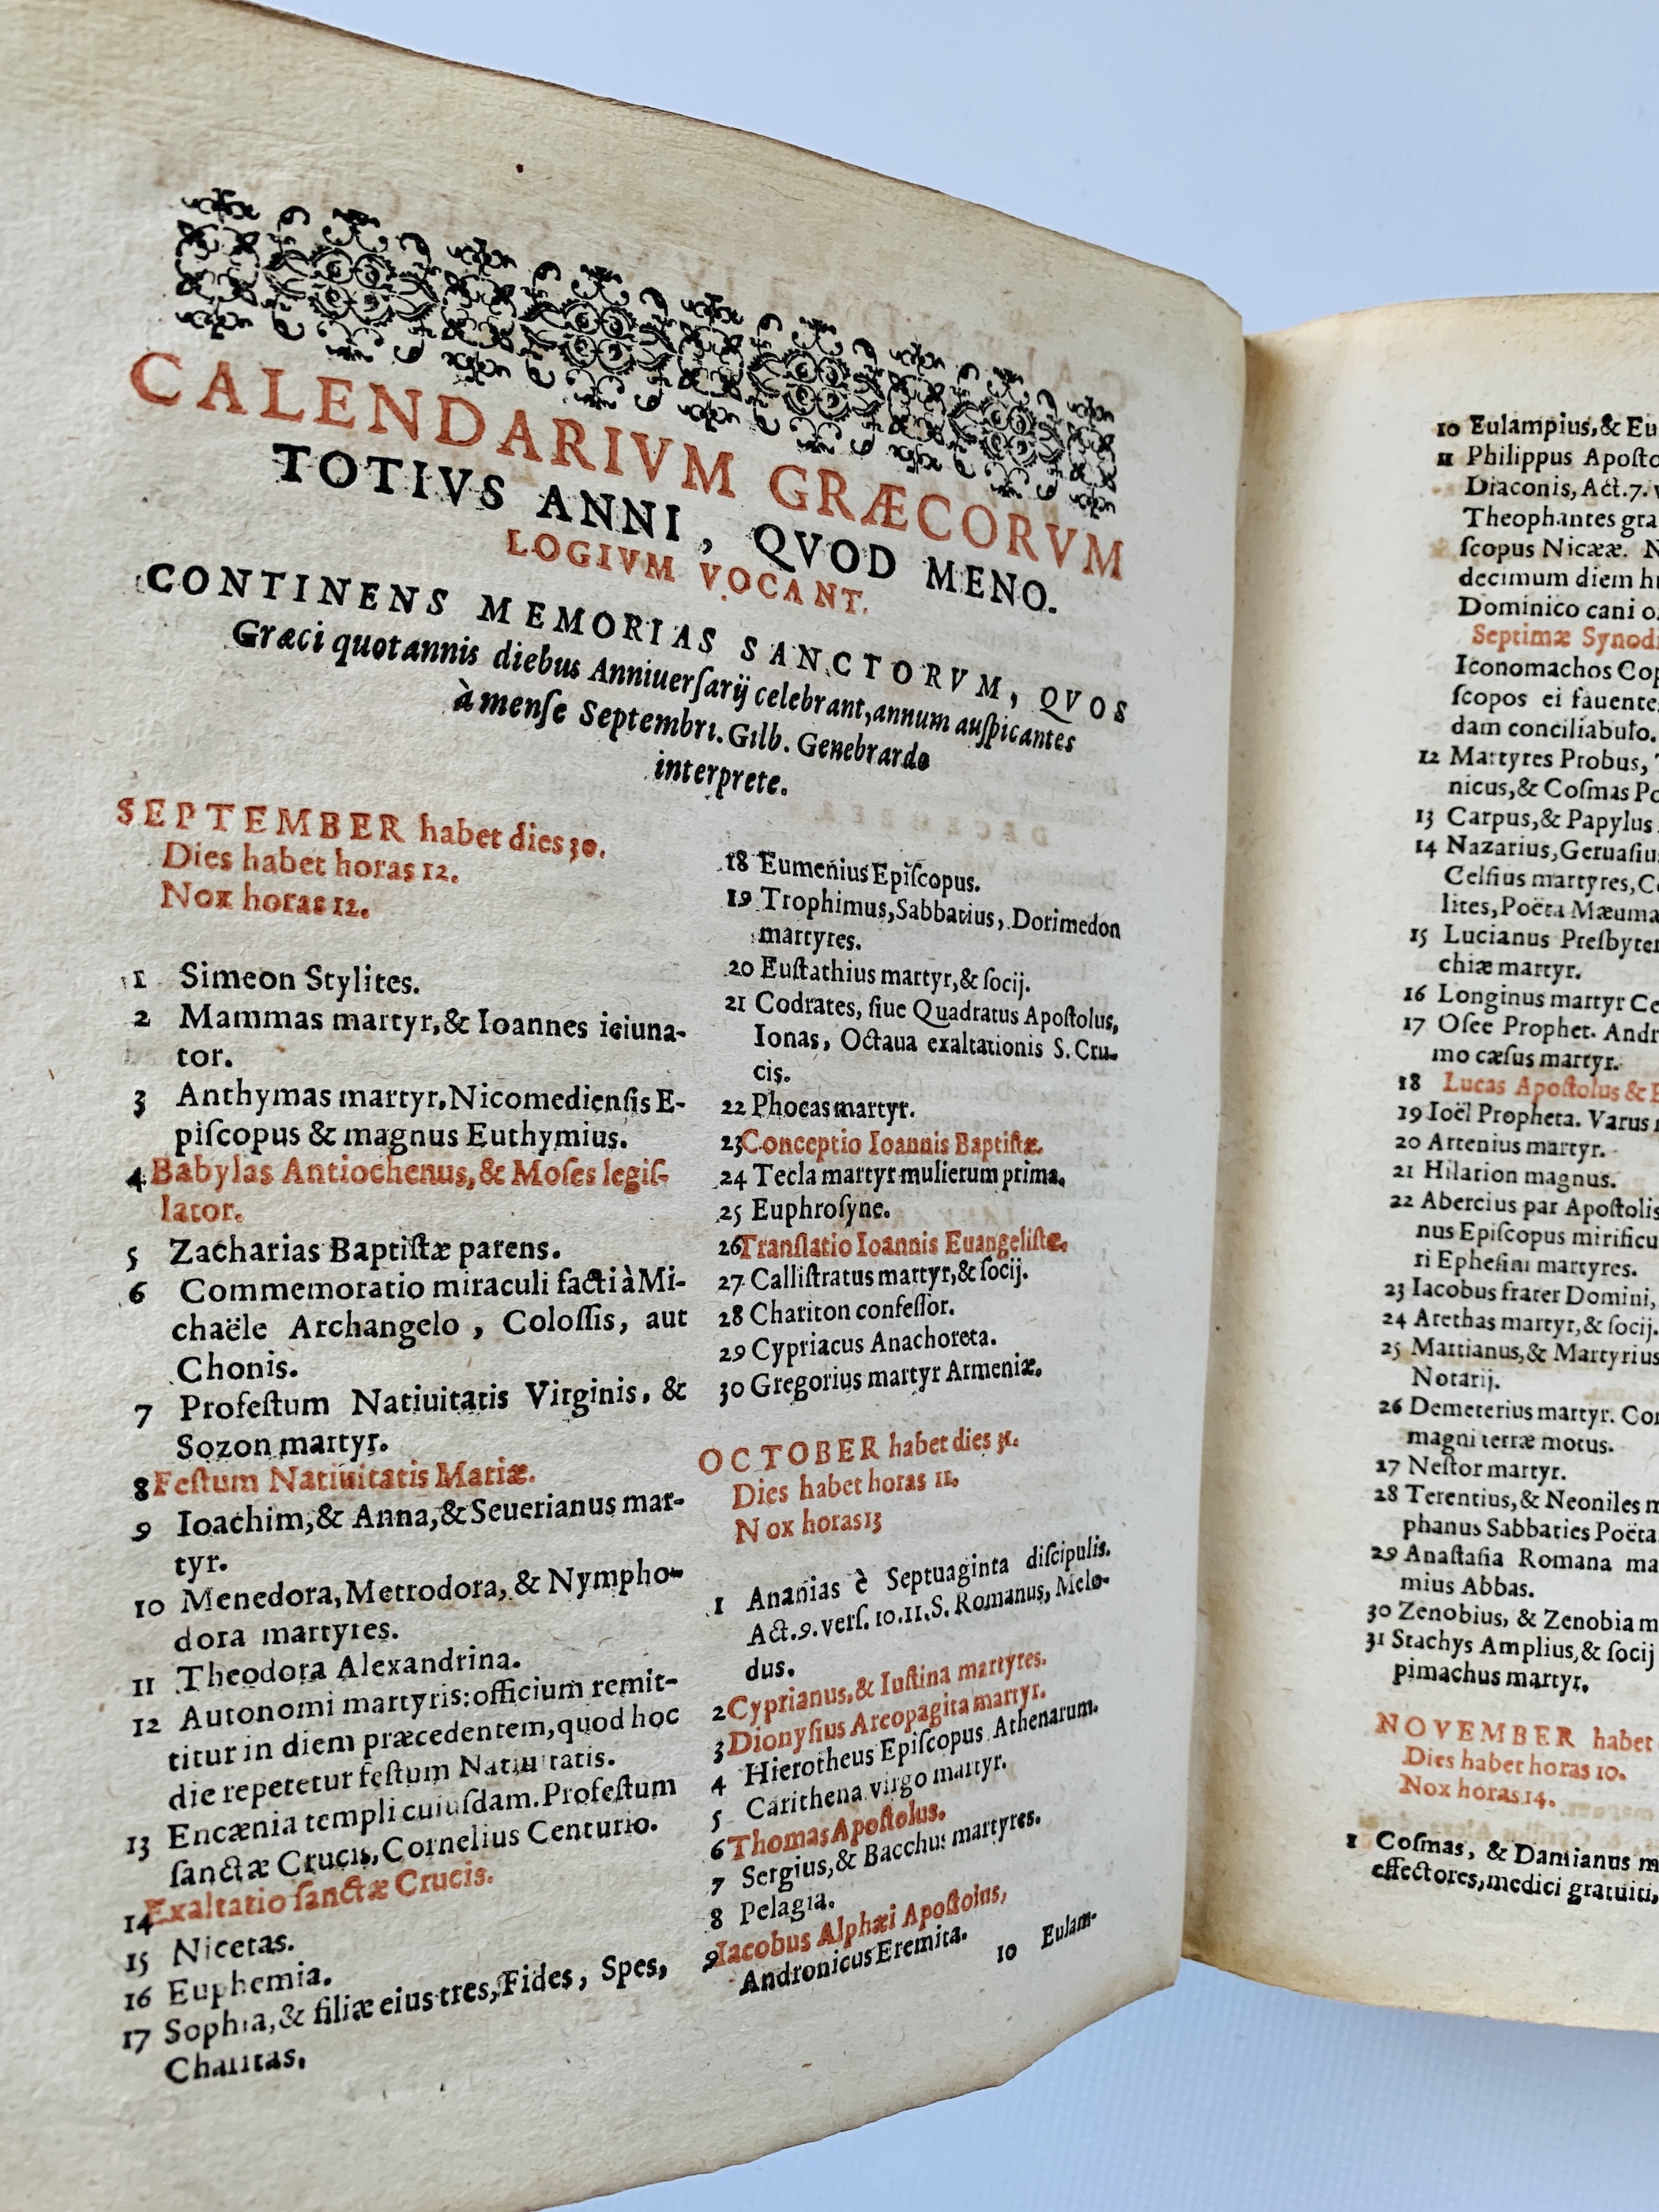 CALENDARIVM GRÆCORVM
TOTIVS ANNI, QVOD MENO.
LOGIVM VOCANT.
CONTINENS MEMORIAS SANCTORVM, QVOS
Græci quotannis diebus Anniuerſarij celebrant, annum auſpicantes
à menſe Septembri. Gilb. Genebrardo
interprete.
SEPTEMBER habet dies 30.
Dies habet horas 12.
Nox horas 12.
1 Simeon Stylites.
2 Mammas martyr, & Ioannes ieiuna-
tor.
3 Anthymas martyr, Nicomedienſis E-
piſcopus & magnus Euthymius.
4 Babylas Antiochenus, & Moſes legiſ-
lator.
5 Zacharias Baptiſtæ parens.
6 Commemoratio miraculi facti à Mi-
chaële Archangelo, Coloſſis, aut
Chonis.
7 Profeſtum Natiuitatis Virginis, &
Sozon martyr.
8 Feſtum Natiuitatis Mariæ.
9 Ioachim, & Anna, & Seuerianus mar-
tyr.
10 Menedora, Metrodora, & Nympho-
dora martyres.
11 Theodora Alexandrina.
12 Autonomi martyris: officium remit-
titur in diem præcedentem, quod hoc
die repetetur feſtum Natiuitatis.
13 Encænia templi cuiuſdam. Profeſtum
ſanctæ Crucis, Cornelius Centurio.
14 Exaltatio ſanctæ Crucis.
15 Nicetas.
16 Euphemia.
17 Sophia, & filiæ eius tres, Fides, Spes,
Charitas.
18 Eumenius Epiſcopus.
19 Trophimus, Sabbatius, Dorimedon
martyres.
20 Euſtathius martyr, & ſocij.
21 Codrates, ſiue Quadratus Apoſtolus,
Ionas, Octaua exaltationis S. Cru-
cis.
22 Phocas martyr.
23 Conceptio Ioannis Baptiſtæ.
24 Tecla martyr mulierum prima.
25 Euphroſyne.
26 Tranſlatio Ioannis Euangeliſtæ.
27 Calliſtratus martyr, & ſocij.
28 Chariton confeſſor.
29 Cypriacus Anachoreta.
30 Gregorius martyr Armeniæ.
OCTOBER habet dies 31.
Dies habet horas 11.
Nox horas 13
1 Ananias è Septuaginta diſcipulis.
Act. 9. verſ. 10. 11. S. Romanus, Melo-
dus.
2 Cyprianus, & Iuſtina martyres.
3 Dionyſius Areopagita martyr.
4 Hierotheus Epiſcopus Athenarum.
5 Carithena virgo martyr.
6 Thomas Apoſtolus.
7 Sergius, & Bacchus martyres.
8 Pelagia.
9 Iacobus Alphæi Apoſtolus,
Andronicus Eremita.
10 Eulam-
10 Eulampius, & Eu
11 Philippus Apoſto
Diaconis, Act. 7. v
Theophantes gra
ſcopus Nicææ. N
decimum diem hu
Dominico cani o
Septimæ Synodi
Iconomachos Cop
ſcopos ei fauente
dam conciliabulo.
12 Martyres Probus, T
nicus, & Coſmas Po
13 Carpus, & Papylus
14 Nazarius, Geruaſius
Celſius martyres, C
lites, Poëta Mæuma
15 Lucianus Preſbyter
chiæ martyr.
16 Longinus martyr Ce
17 Oſee Prophet. Andr
mo cæſus martyr.
18 Lucas Apoſtolus & E
19 Ioël Propheta. Varus
20 Artenius martyr.
21 Hilarion magnus.
22 Abercius par Apoſtolis
nus Epiſcopus mirificu
ri Epheſini martyres.
23 Iacobus frater Domini,
24 Arethas martyr, & ſocij.
25 Martianus, & Martyrius
Notarij.
26 Demeterius martyr. Co
magni terræ motus.
27 Neſtor martyr.
28 Terentius, & Neoniles m
phanus Sabbaties Poëta
29 Anaſtaſia Romana ma
mius Abbas.
30 Zenobius, & Zenobia m
31 Stachys Amplius, & ſocij
pimachus martyr.
NOVEMBER habet
Dies habet horas 10.
Nox horas 14.
1 Coſmas, & Damianus m
effectores, medici gratuiti,